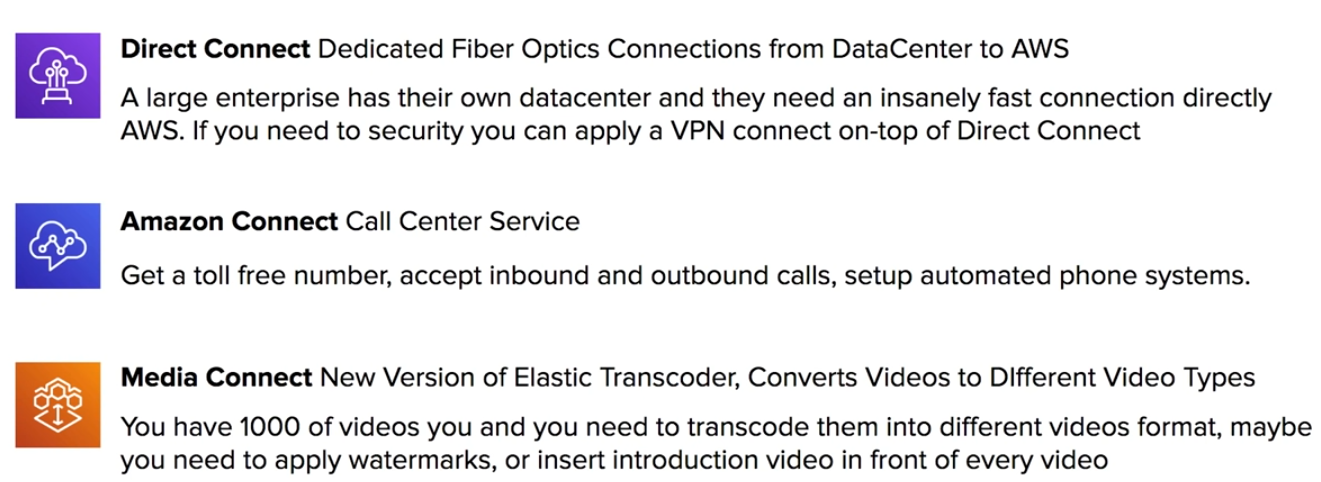 Direct Connect Dedicated Fiber Optics Connections from DataCenter to AWS
A large enterprise has their own datacenter and they need an insanely fast connection directly
AWS. If you need to security you can apply a VPN connect on-top of Direct Connect
Amazon Connect Call Center Service
Get a toll free number, accept inbound and outbound calls, setup automated phone systems.
Media Connect New Version of Elastic Transcoder, Converts Videos to DIfferent Video Types
You have 1000 of videos you and you need to transcode them into different videos format, maybe
you need to apply watermarks, or insert introduction video in front of every video